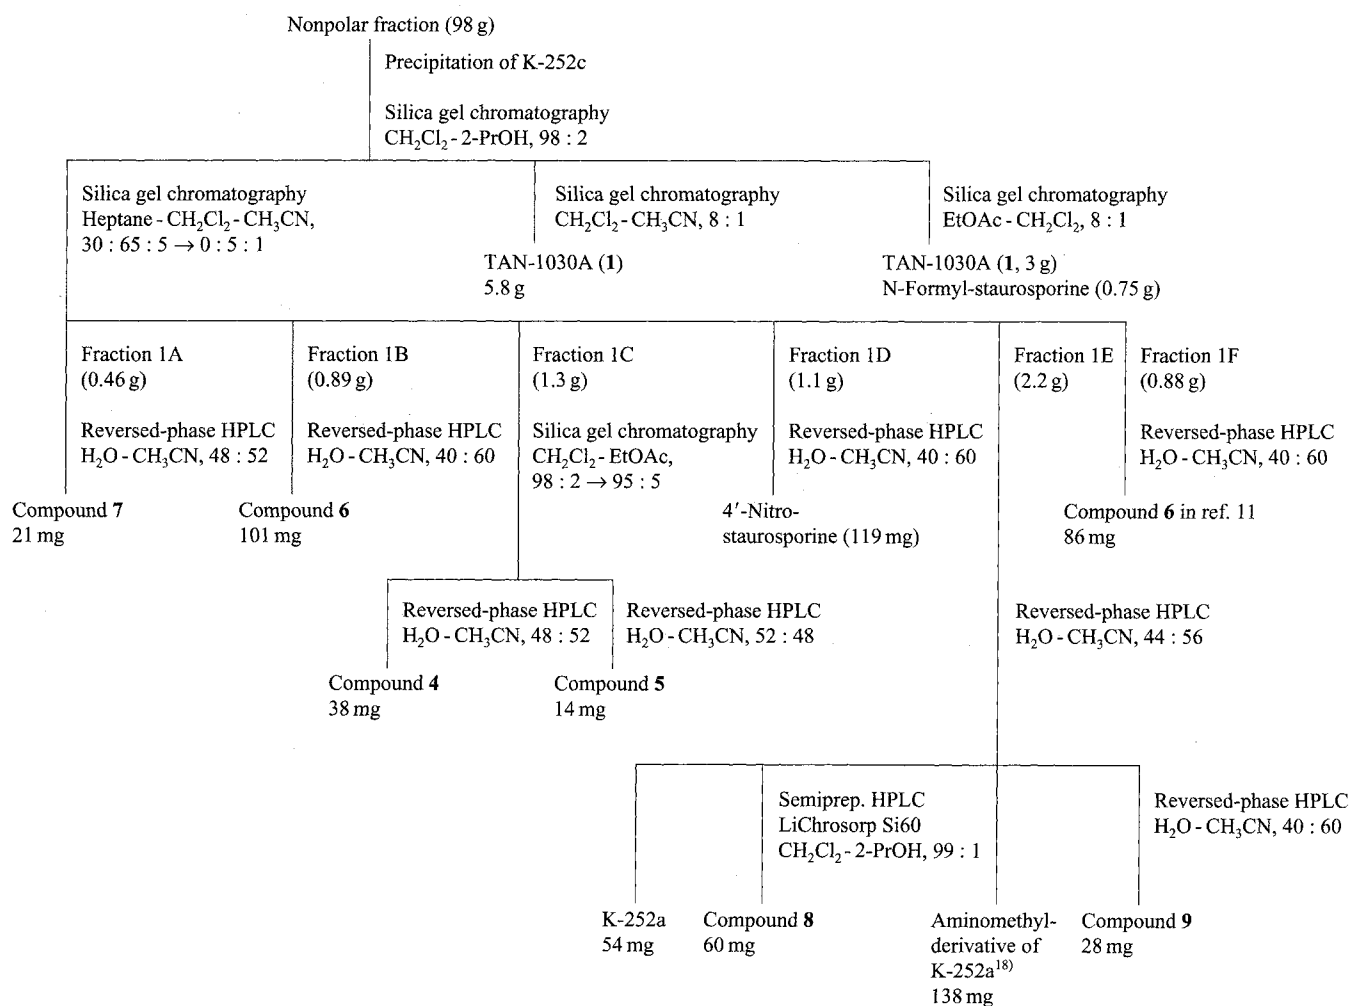 Nonpolar fraction (98 g)
Precipitation of K-252c
Silica gel chromatography
CH₂Cl₂ - 2-PrOH, 98 : 2
Silica gel chromatography
Heptane - CH₂Cl₂ - CH₃CN,
30 : 65 : 5 → 0 : 5 : 1
Silica gel chromatography
CH₂Cl₂ - CH₃CN, 8 : 1
TAN-1030A (1)
5.8 g
Silica gel chromatography
EtOAc - CH₂Cl₂, 8 : 1
TAN-1030A (1, 3 g)
N-Formyl-staurosporine (0.75 g)
Fraction 1A
(0.46 g)
Reversed-phase HPLC
H₂O - CH₃CN, 48 : 52
Compound 7
21 mg
Fraction 1B
(0.89 g)
Reversed-phase HPLC
H₂O - CH₃CN, 40 : 60
Compound 6
101 mg
Fraction 1C
(1.3 g)
Silica gel chromatography
CH₂Cl₂ - EtOAc,
98 : 2 → 95 : 5
Fraction 1D
(1.1 g)
Reversed-phase HPLC
H₂O - CH₃CN, 40 : 60
4′-Nitro-
staurosporine (119 mg)
Fraction 1E
(2.2 g)
Fraction 1F
(0.88 g)
Reversed-phase HPLC
H₂O - CH₃CN, 40 : 60
Compound 6 in ref. 11
86 mg
Reversed-phase HPLC
H₂O - CH₃CN, 48 : 52
Compound 4
38 mg
Reversed-phase HPLC
H₂O - CH₃CN, 52 : 48
Compound 5
14 mg
Reversed-phase HPLC
H₂O - CH₃CN, 44 : 56
Semiprep. HPLC
LiChrosorp Si60
CH₂Cl₂ - 2-PrOH, 99 : 1
Reversed-phase HPLC
H₂O - CH₃CN, 40 : 60
K-252a
54 mg
Compound 8
60 mg
Aminomethyl-
derivative of
K-252a¹⁸⁾
138 mg
Compound 9
28 mg